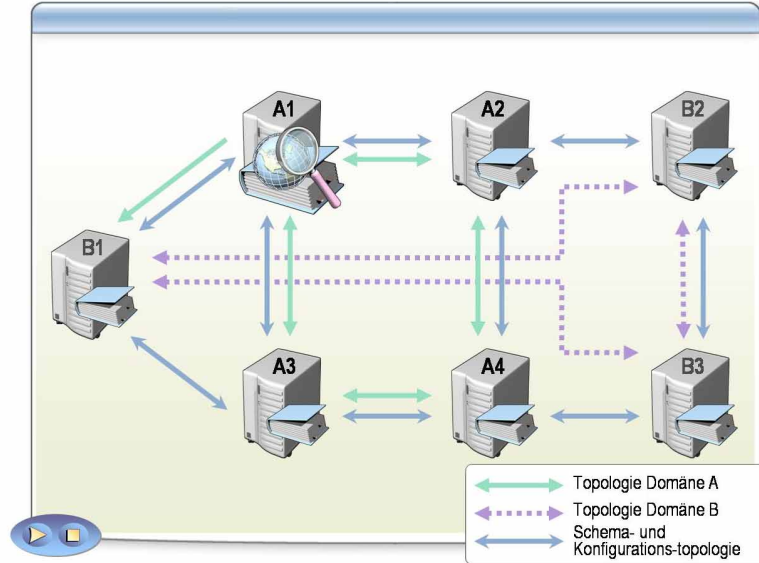 A1
A2
B2
B1
A3
A4
B3
Topologie Domäne A
Topologie Domäne B
Schema- und
Konfigurations-topologie